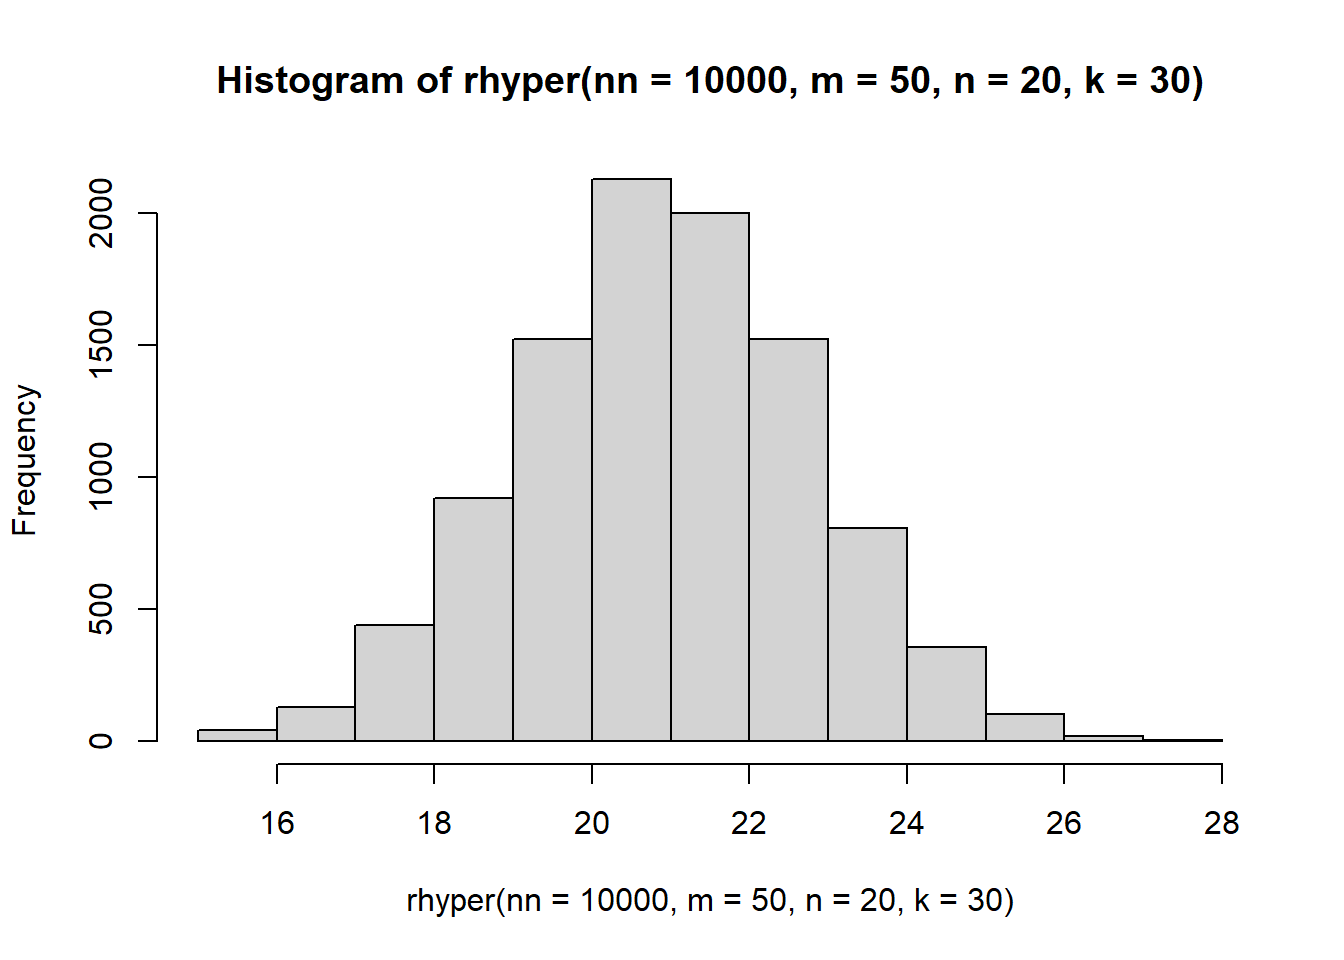 Histogram of rhyper(nn = 10000, m = 50, n = 20, k = 30)
Frequency
2000
1500
1000
500
0
16 18 20 22 24 26 28
rhyper(nn = 10000, m = 50, n = 20, k = 30)